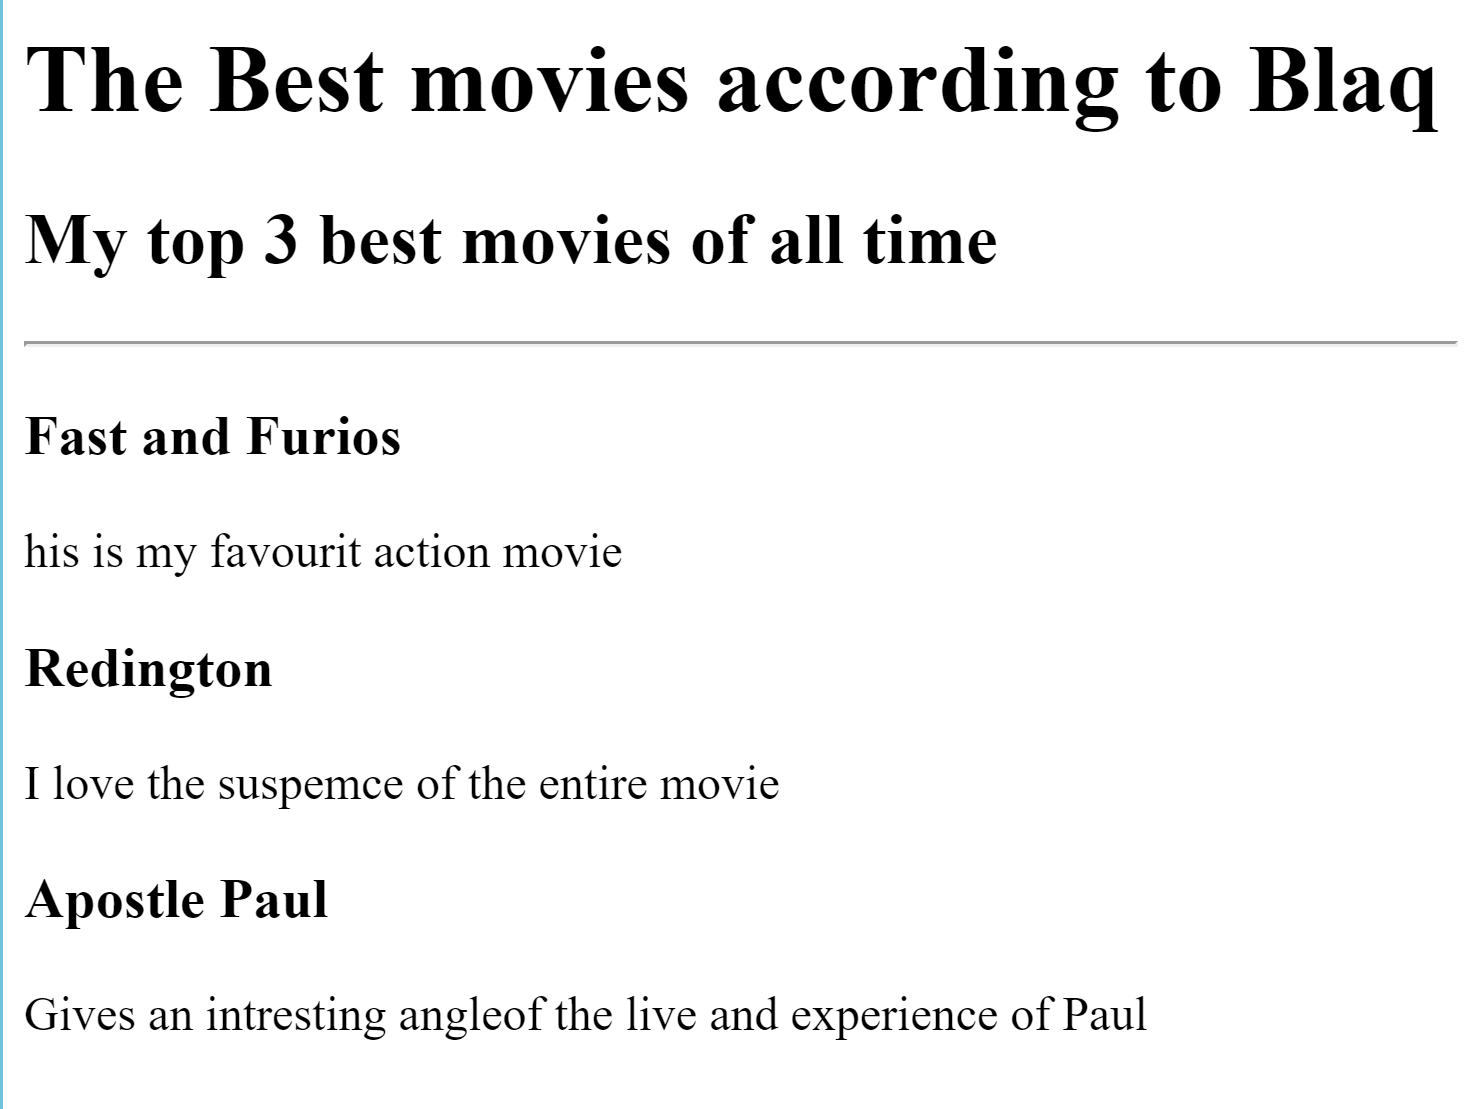 The Best movies according to Blaq
My top 3 best movies of all time
Fast and Furios
his is my favourit action movie
Redington
I love the suspemce of the entire movie
Apostle Paul
Gives an intresting angleof the live and experience of Paul